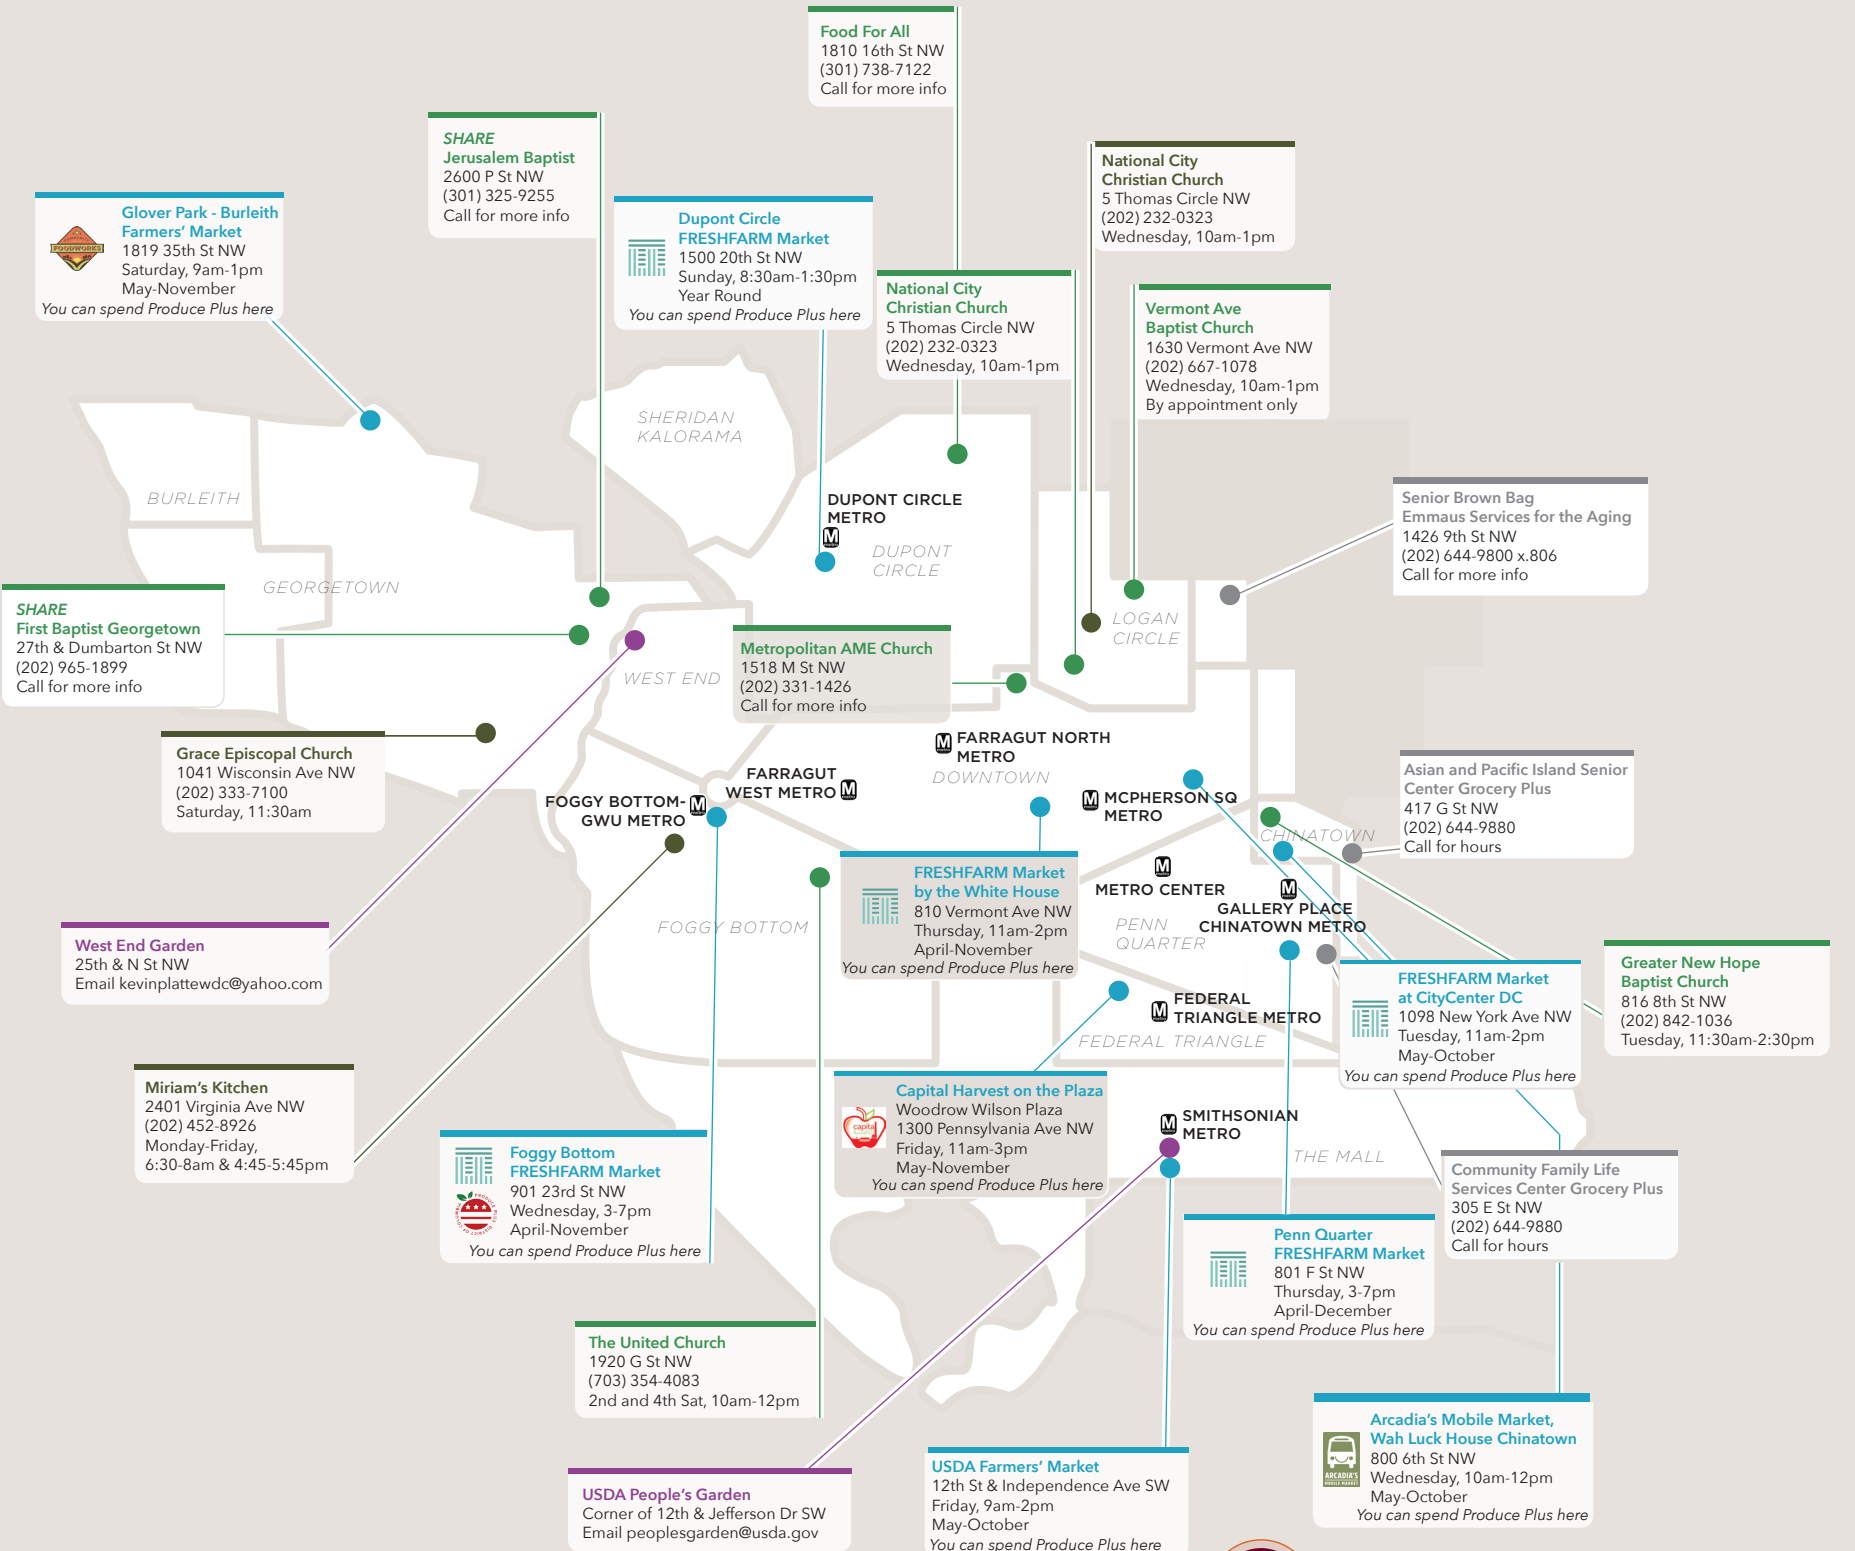 Food For All
1810 16th St NW
(301) 738-7122
Call for more info
SHARE
Jerusalem Baptist
2600 P St NW
(301) 325-9255
Call for more info
National City
Christian Church
5 Thomas Circle NW
(202) 232-0323
Wednesday, 10am-1pm
Glover Park - Burleith
Farmers' Market
1819 35th St NW
Saturday, 9am-1pm
May-November
You can spend Produce Plus here
FOODWORKS
Dupont Circle
FRESHFARM Market
1500 20th St NW
Sunday, 8:30am-1:30pm
Year Round
You can spend Produce Plus here
National City
Christian Church
5 Thomas Circle NW
(202) 232-0323
Wednesday, 10am-1pm
Vermont Ave
Baptist Church
1630 Vermont Ave NW
(202) 667-1078
Wednesday, 10am-1pm
By appointment only
SHERIDAN
KALORAMA
BURLEITH
DUPONT CIRCLE
METRO
M
DUPONT
CIRCLE
Senior Brown Bag
Emmaus Services for the Aging
1426 9th St NW
(202) 644-9800 x.806
Call for more info
GEORGETOWN
SHARE
First Baptist Georgetown
27th & Dumbarton St NW
(202) 965-1899
Call for more info
LOGAN
CIRCLE
WEST END
Metropolitan AME Church
1518 M St NW
(202) 331-1426
Call for more info
Grace Episcopal Church
1041 Wisconsin Ave NW
(202) 333-7100
Saturday, 11:30am
M
FARRAGUT NORTH
METRO
DOWNTOWN
FARRAGUT
WEST METRO
M
FOGGY BOTTOM-
GWU METRO
M
M
MCPHERSON SQ
METRO
CHINATOWN
Asian and Pacific Island Senior
Center Grocery Plus
417 G St NW
(202) 644-9880
Call for hours
FRESHFARM Market
by the White House
810 Vermont Ave NW
Thursday, 11am-2pm
April-November
You can spend Produce Plus here
M
METRO CENTER
M
GALLERY PLACE
CHINATOWN METRO
PENN
QUARTER
FOGGY BOTTOM
West End Garden
25th & N St NW
Email kevinplattewdc@yahoo.com
FRESHFARM Market
at CityCenter DC
1098 New York Ave NW
Tuesday, 11am-2pm
May-October
You can spend Produce Plus here
Greater New Hope
Baptist Church
816 8th St NW
(202) 842-1036
Tuesday, 11:30am-2:30pm
M
FEDERAL
TRIANGLE METRO
FEDERAL TRIANGLE
Miriam's Kitchen
2401 Virginia Ave NW
(202) 452-8926
Monday-Friday,
6:30-8am & 4:45-5:45pm
Capital Harvest on the Plaza
Woodrow Wilson Plaza
1300 Pennsylvania Ave NW
Friday, 11am-3pm
May-November
You can spend Produce Plus here
capital
M
SMITHSONIAN
METRO
THE MALL
Foggy Bottom
FRESHFARM Market
901 23rd St NW
Wednesday, 3-7pm
April-November
You can spend Produce Plus here
Community Family Life
Services Center Grocery Plus
305 E St NW
(202) 644-9880
Call for hours
Penn Quarter
FRESHFARM Market
801 F St NW
Thursday, 3-7pm
April-December
You can spend Produce Plus here
The United Church
1920 G St NW
(703) 354-4083
2nd and 4th Sat, 10am-12pm
Arcadia's Mobile Market,
Wah Luck House Chinatown
800 6th St NW
Wednesday, 10am-12pm
May-October
You can spend Produce Plus here
ARCADIA'S
MOBILE MARKET
USDA People's Garden
Corner of 12th & Jefferson Dr SW
Email peoplesgarden@usda.gov
USDA Farmers' Market
12th St & Independence Ave SW
Friday, 9am-2pm
May-October
You can spend Produce Plus here